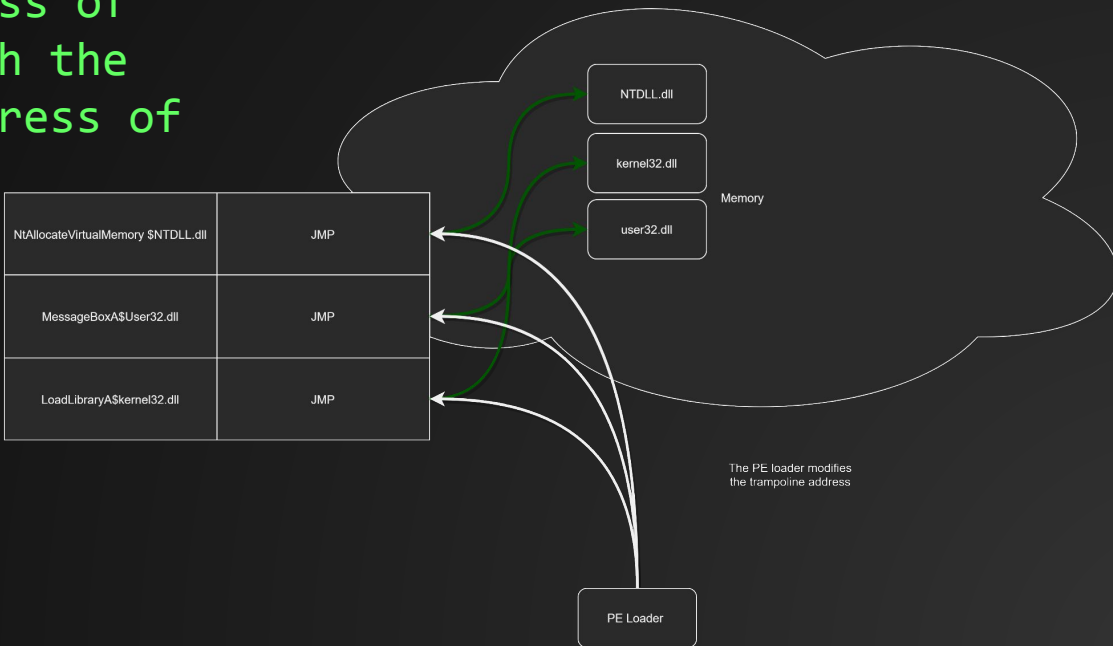 ss of
h the
ress of
NTDLL.dll
kernel32.dll
Memory
user32.dll
NtAllocateVirtualMemory $NTDLL.dll
JMP
MessageBoxA$User32.dll
JMP
LoadLibraryA$kernel32.dll
JMP
The PE loader modifies
the trampoline address
PE Loader